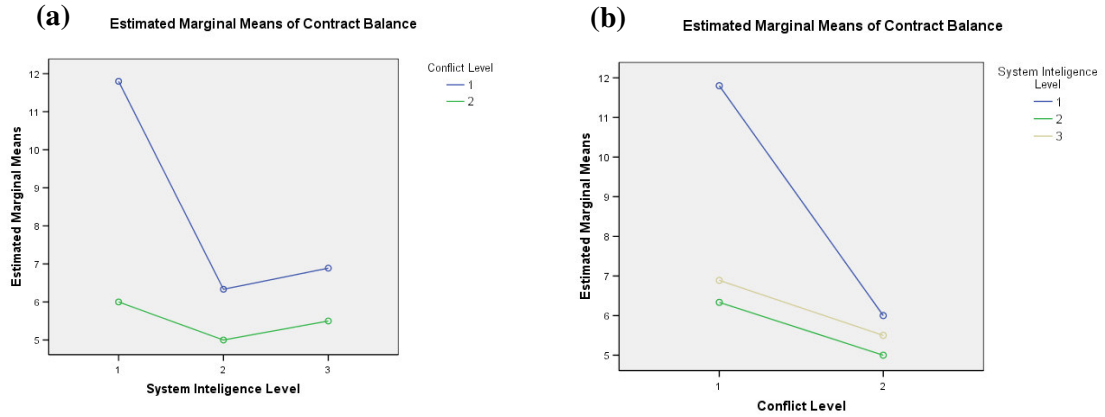 (a)
Estimated Marginal Means of Contract Balance
Conflict Level
1
2
Estimated Marginal Means
12
11
10
9
8
7
6
5
1 2 3
System Inteligence Level
(b)
Estimated Marginal Means of Contract Balance
System Inteligence
Level
1
2
3
Estimated Marginal Means
12
11
12
9
8
7
6
5
1 2
Conflict Level